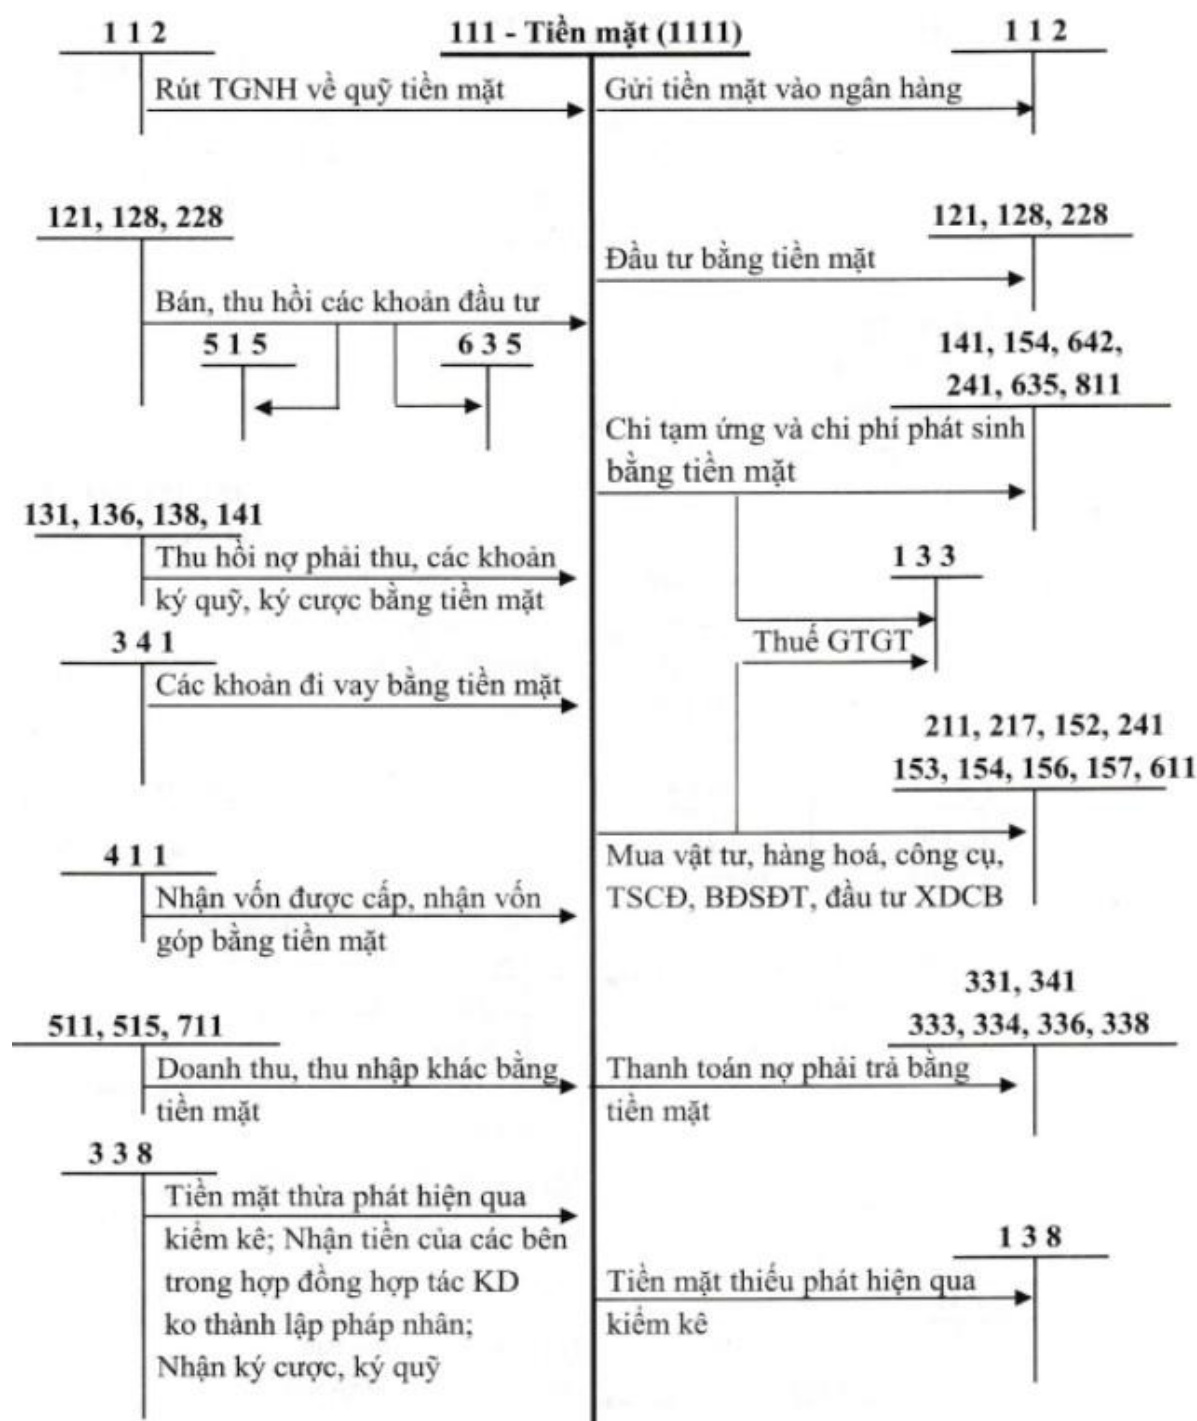 1 1 2
111 - Tiền mặt (1111)
1 1 2
Rút TGNH về quỹ tiền mặt
Gửi tiền mặt vào ngân hàng
121, 128, 228
121, 128, 228
Đầu tư bằng tiền mặt
Bán, thu hồi các khoản đầu tư
5 1 5
6 3 5
141, 154, 642,
241, 635, 811
Chi tạm ứng và chi phí phát sinh
bằng tiền mặt
131, 136, 138, 141
Thu hồi nợ phải thu, các khoản
ký quỹ, ký cược bằng tiền mặt
1 3 3
Thuế GTGT
3 4 1
Các khoản đi vay bằng tiền mặt
211, 217, 152, 241
153, 154, 156, 157, 611
Mua vật tư, hàng hoá, công cụ,
TSCĐ, BĐSĐT, đầu tư XDCB
4 1 1
Nhận vốn được cấp, nhận vốn
góp bằng tiền mặt
331, 341
333, 334, 336, 338
511, 515, 711
Doanh thu, thu nhập khác bằng
tiền mặt
Thanh toán nợ phải trả bằng
tiền mặt
3 3 8
Tiền mặt thừa phát hiện qua
kiểm kê; Nhận tiền của các bên
trong hợp đồng hợp tác KD
ko thành lập pháp nhân;
Nhận ký cược, ký quỹ
1 3 8
Tiền mặt thiếu phát hiện qua
kiểm kê